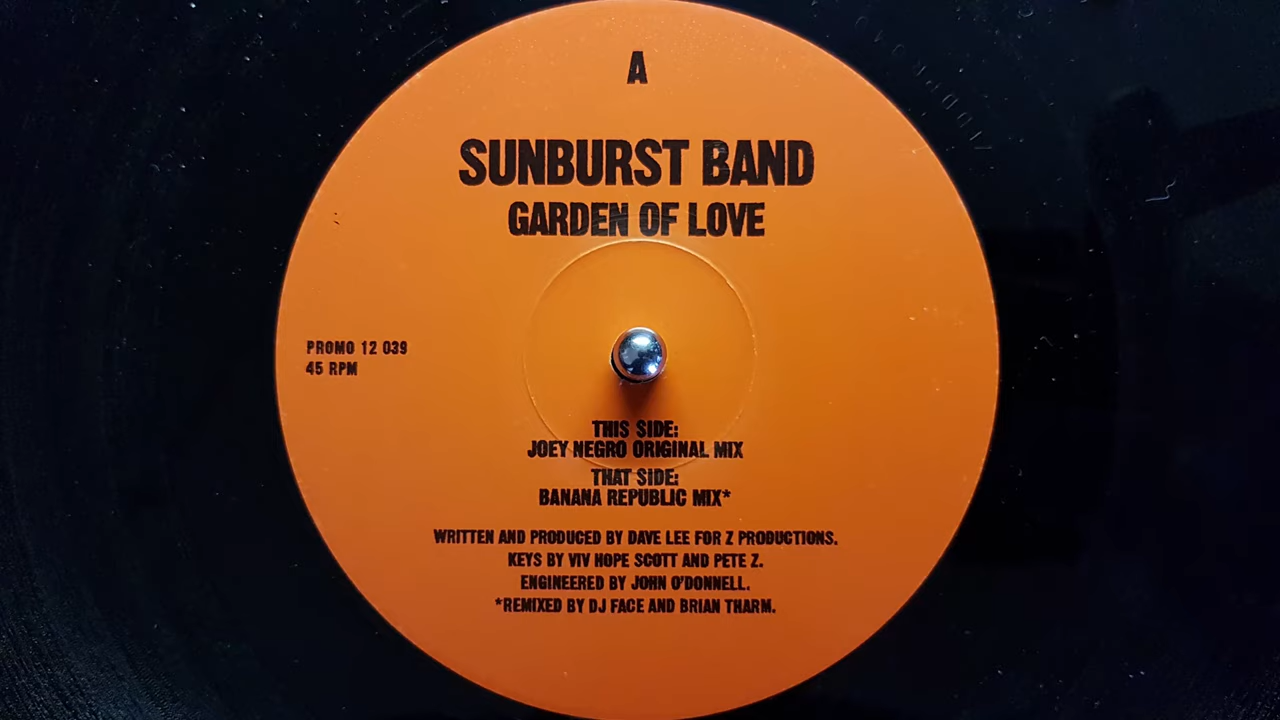 A
SUNBURST BAND
GARDEN OF LOVE
PROMO 12 039
45 RPM
THIS SIDE:
JOEY NEGRO ORIGINAL MIX
THAT SIDE:
BANANA REPUBLIC MIX*
WRITTEN AND PRODUCED BY DAVE LEE FOR Z PRODUCTIONS.
KEYS BY VIV HOPE SCOTT AND PETE Z.
ENGINEERED BY JOHN O'DONNELL.
*REMIXED BY DJ FACE AND BRIAN THARM.